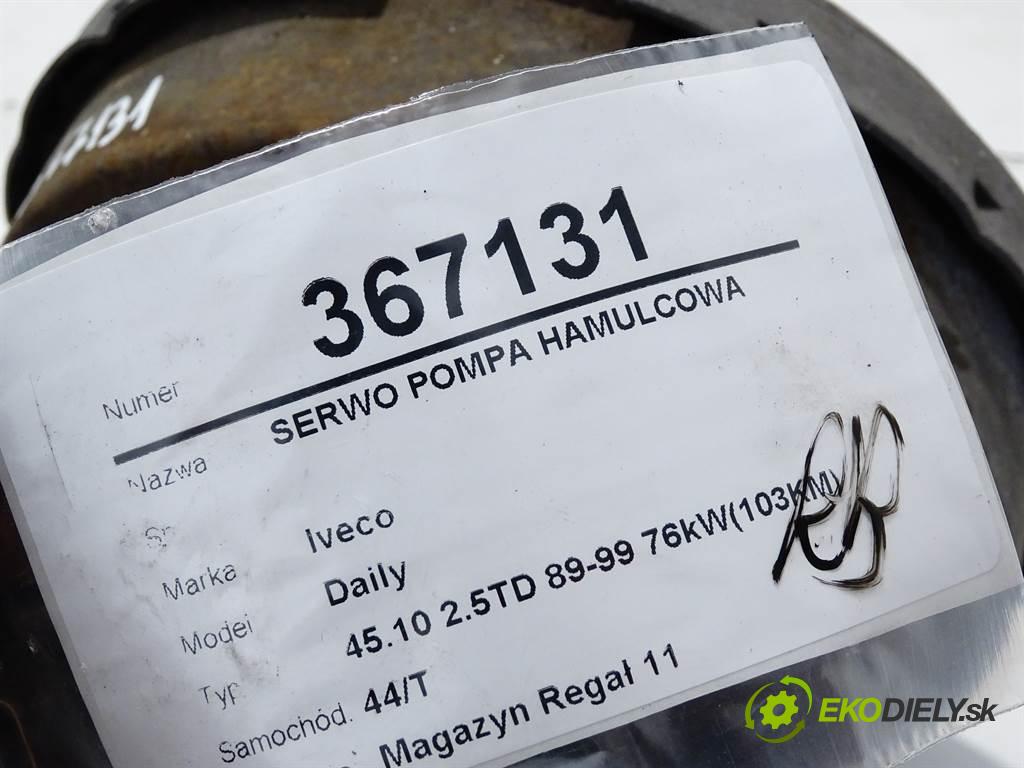 Numer 367131
Nazwa SERWO POMPA HAMULCOWA
Marka Iveco
Model Daily
Typ 45.10 2.5TD 89-99 76kW(103KM)
Samochód. 44/T
Magazyn Regał 11
EKODIELY.sk